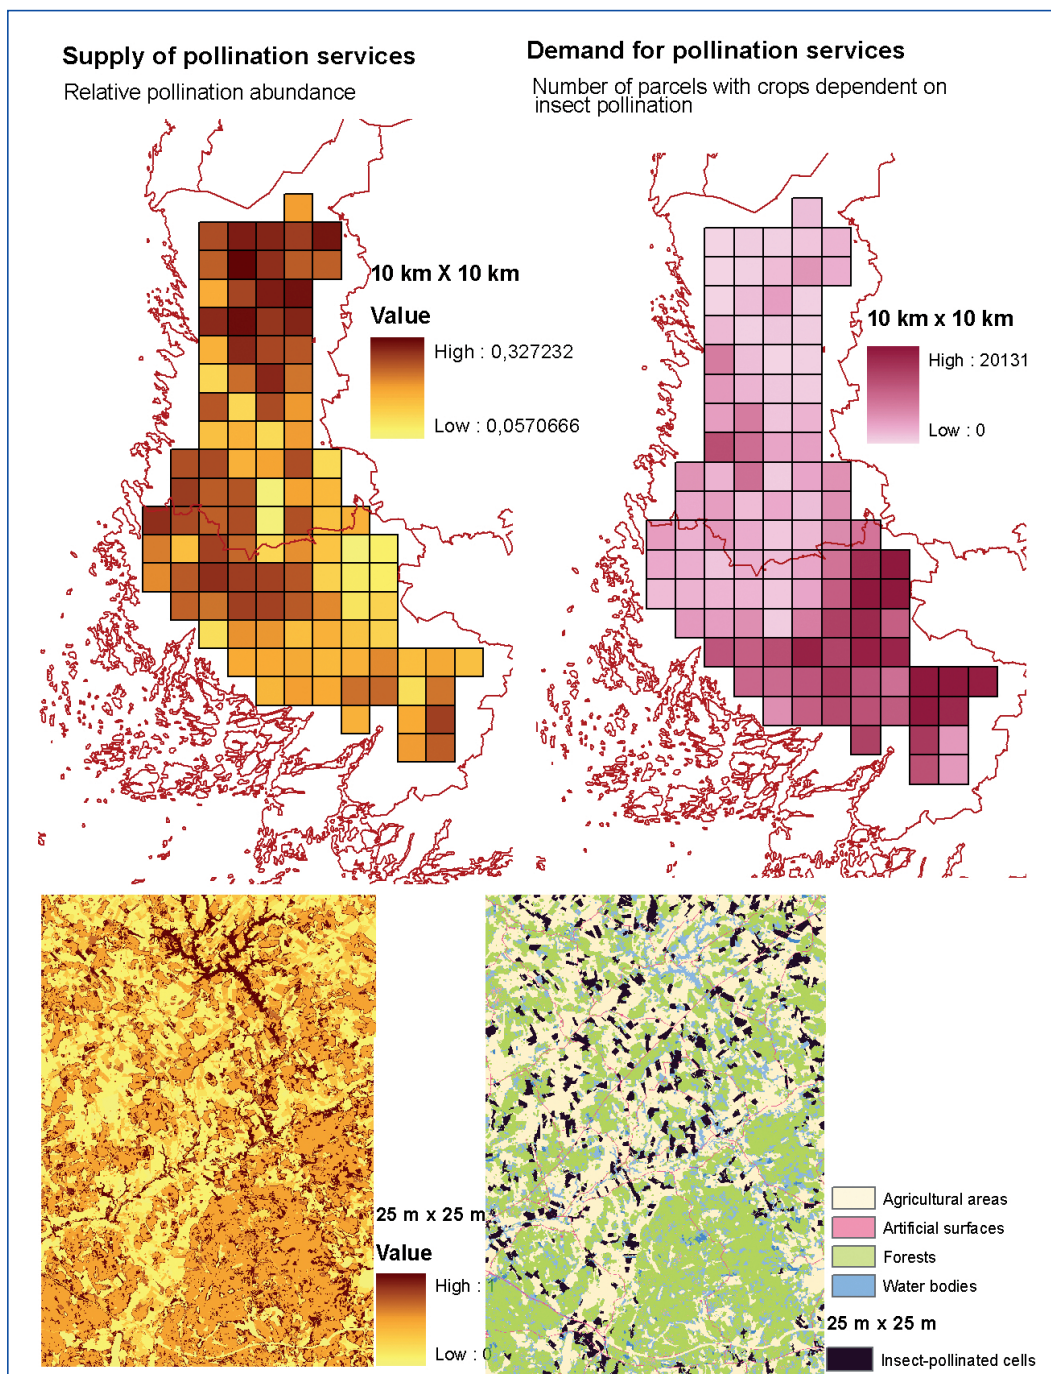 Supply of pollination services
Relative pollination abundance
Demand for pollination services
Number of parcels with crops dependent on
insect pollination
10 km X 10 km
Value
High : 0,327232
Low : 0,0570666
10 km x 10 km
High : 20131
Low : 0
25 m x 25 m
Value
High : 1
Low : 0
Agricultural areas
Artificial surfaces
Forests
Water bodies
25 m x 25 m
Insect-pollinated cells